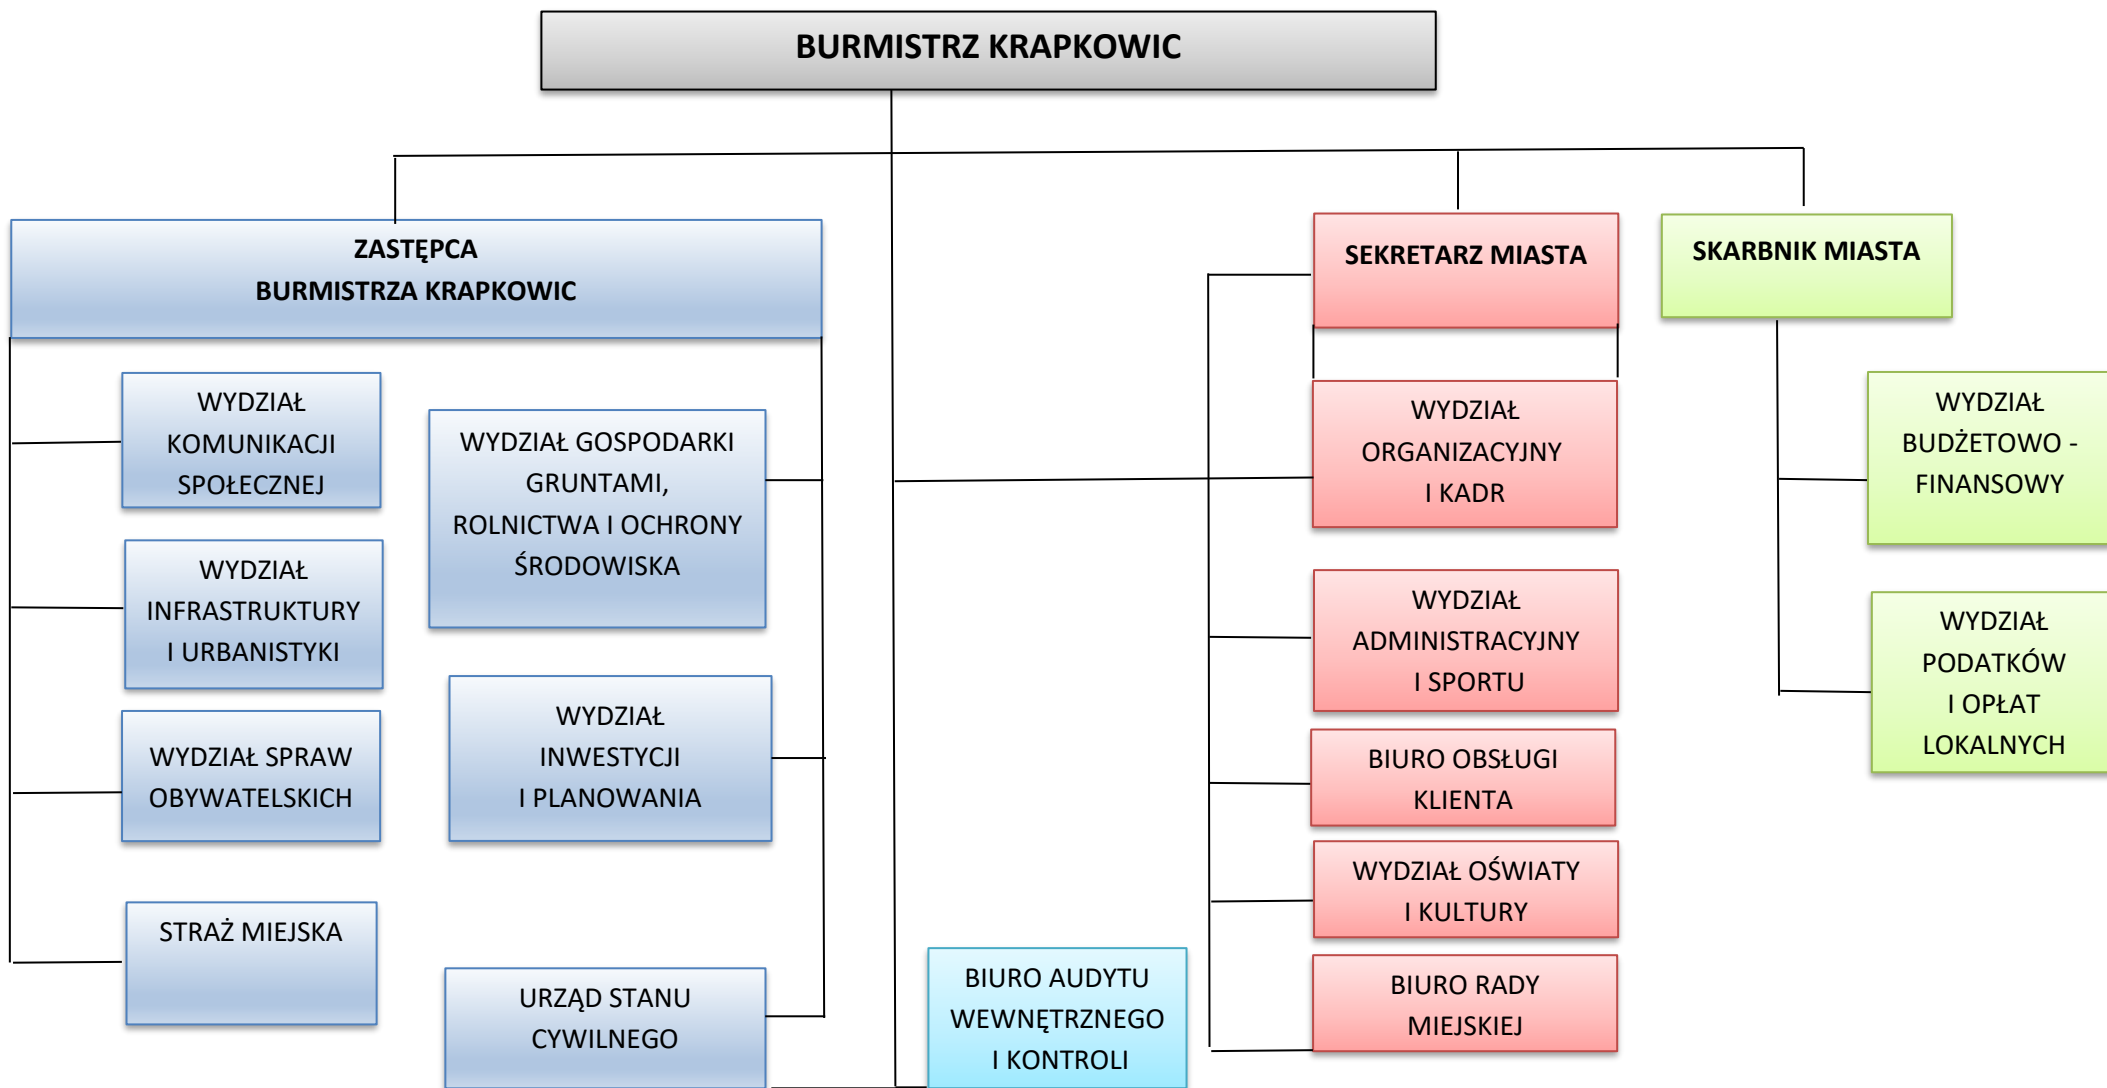 BURMISTRZ KRAPKOWIC
ZASTĘPCA
BURMISTRZA KRAPKOWIC
SEKRETARZ MIASTA
SKARBNIK MIASTA
WYDZIAŁ
KOMUNIKACJI
SPOŁECZNEJ
WYDZIAŁ
INFRASTRUKTURY
I URBANISTYKI
WYDZIAŁ SPRAW
OBYWATELSKICH
STRAŻ MIEJSKA
WYDZIAŁ GOSPODARKI
GRUNTAMI,
ROLNICTWA I OCHRONY
ŚRODOWISKA
WYDZIAŁ
INWESTYCJI
I PLANOWANIA
URZĄD STANU
CYWILNEGO
BIURO AUDYTU
WEWNĘTRZNEGO
I KONTROLI
WYDZIAŁ
ORGANIZACYJNY
I KADR
WYDZIAŁ
ADMINISTRACYJNY
I SPORTU
BIURO OBSŁUGI
KLIENTA
WYDZIAŁ OŚWIATY
I KULTURY
BIURO RADY
MIEJSKIEJ
WYDZIAŁ
BUDŻETOWO -
FINANSOWY
WYDZIAŁ
PODATKÓW
I OPŁAT
LOKALNYCH